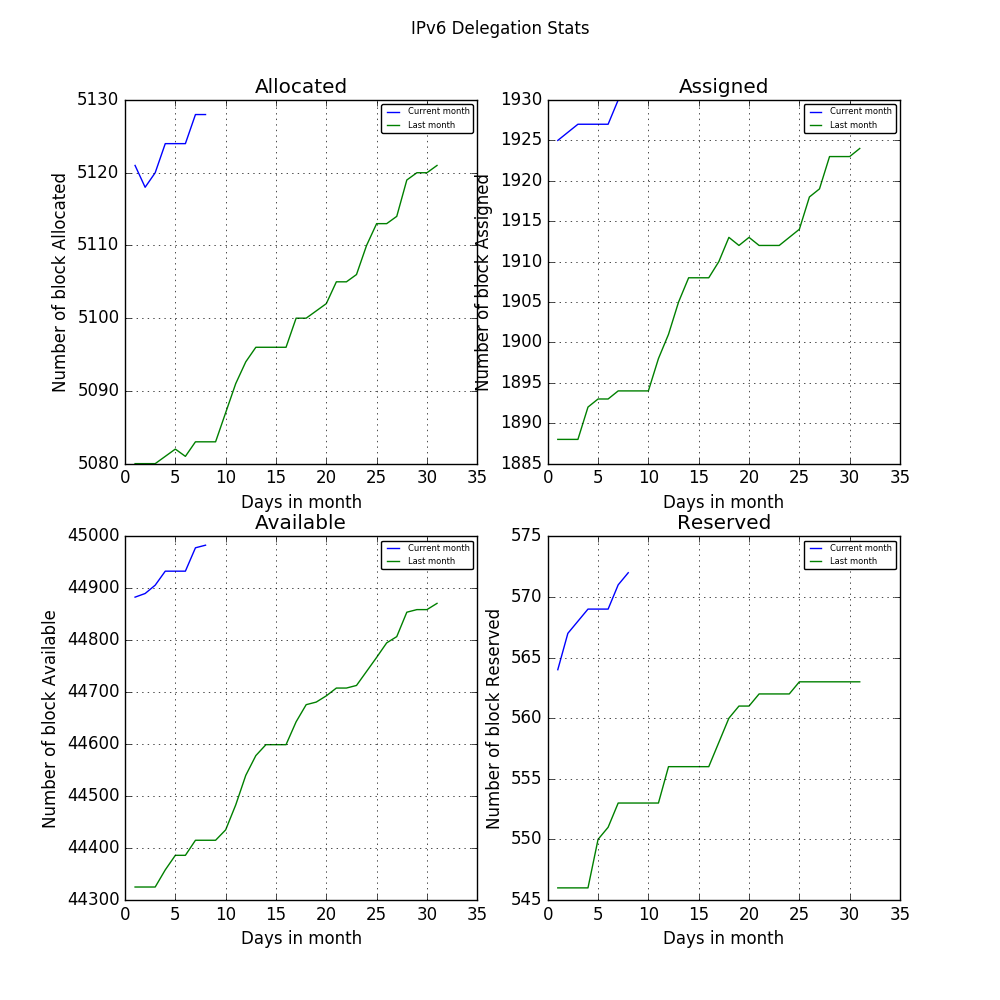 IPv6 Delegation Stats
Allocated
Number of block Allocated
5130
5120
5110
5100
5090
5080
0 5 10 15 20 25 30 35
Days in month
Current month
Last month
Assigned
Number of block Assigned
1930
1925
1920
1915
1910
1905
1900
1895
1890
1885
0 5 10 15 20 25 30 35
Days in month
Current month
Last month
Available
Number of block Available
45000
44900
44800
44700
44600
44500
44400
44300
0 5 10 15 20 25 30 35
Days in month
Current month
Last month
Reserved
Number of block Reserved
575
570
565
560
555
550
545
0 5 10 15 20 25 30 35
Days in month
Current month
Last month